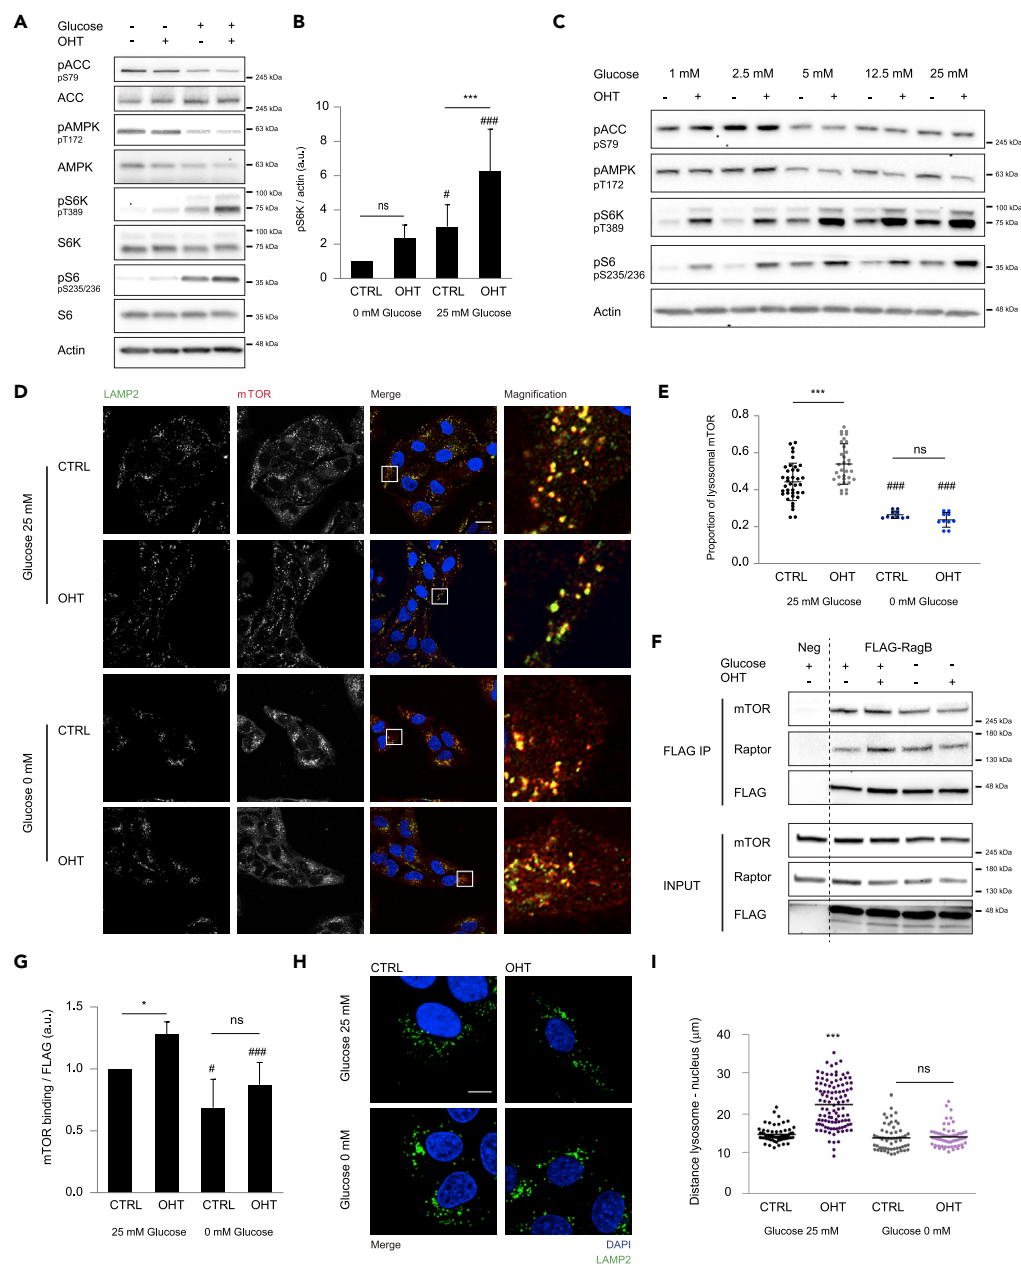 A
Glucose - - + +
OHT - + - +
pACC
pS79
245 kDa
ACC
245 kDa
pAMPK
pT172
63 kDa
AMPK
63 kDa
pS6K
pT389
100 kDa
75 kDa
S6K
100 kDa
75 kDa
pS6
pS235/236
35 kDa
S6
35 kDa
Actin
48 kDa
B
pS6K / actin (a.u.)
10
8
6
4
2
0
ns
#
***
###
CTRL OHT CTRL OHT
0 mM Glucose 25 mM Glucose
C
Glucose 1 mM 2.5 mM 5 mM 12.5 mM 25 mM
OHT - + - + - + - + - +
pACC
pS79
245 kDa
pAMPK
pT172
63 kDa
pS6K
pT389
100 kDa
75 kDa
pS6
pS235/236
35 kDa
Actin
48 kDa
D
LAMP2 mTOR Merge Magnification
Glucose 25 mM
CTRL
OHT
Glucose 0 mM
CTRL
OHT
E
Proportion of lysosomal mTOR
0.8
0.6
0.4
0.2
0.0
***
ns
### ###
CTRL OHT CTRL OHT
25 mM Glucose 0 mM Glucose
F
Neg FLAG-RagB
Glucose + + + - -
OHT - + - +
FLAG IP
mTOR
245 kDa
Raptor
180 kDa
130 kDa
FLAG
48 kDa
INPUT
mTOR
245 kDa
Raptor
180 kDa
130 kDa
FLAG
48 kDa
G
mTOR binding / FLAG (a.u.)
1.5
1.0
0.5
0.0
*
ns
#
###
CTRL OHT CTRL OHT
25 mM Glucose 0 mM Glucose
H
CTRL OHT
Glucose 25 mM
Glucose 0 mM
Merge DAPI
LAMP2
I
Distance lysosome - nucleus (µm)
40
30
20
10
0
***
ns
CTRL OHT CTRL OHT
Glucose 25 mM Glucose 0 mM